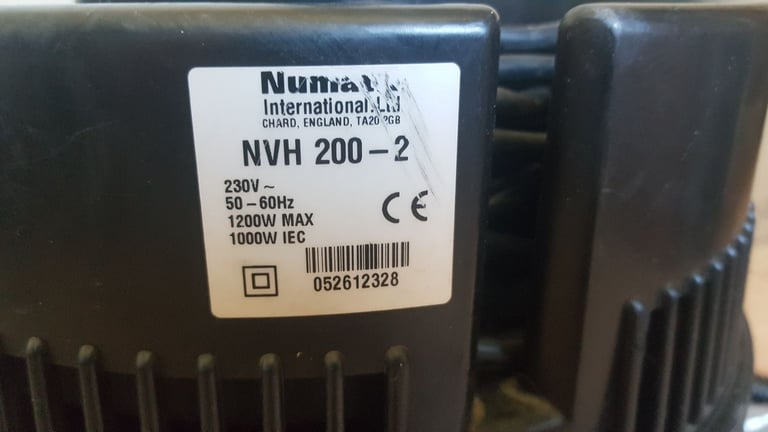 International Ltd
CHARD, ENGLAND, TA20 2GB
NVH 200-2
230V ~
50-60Hz
CE
1200W MAX
1000W IEC
052612328